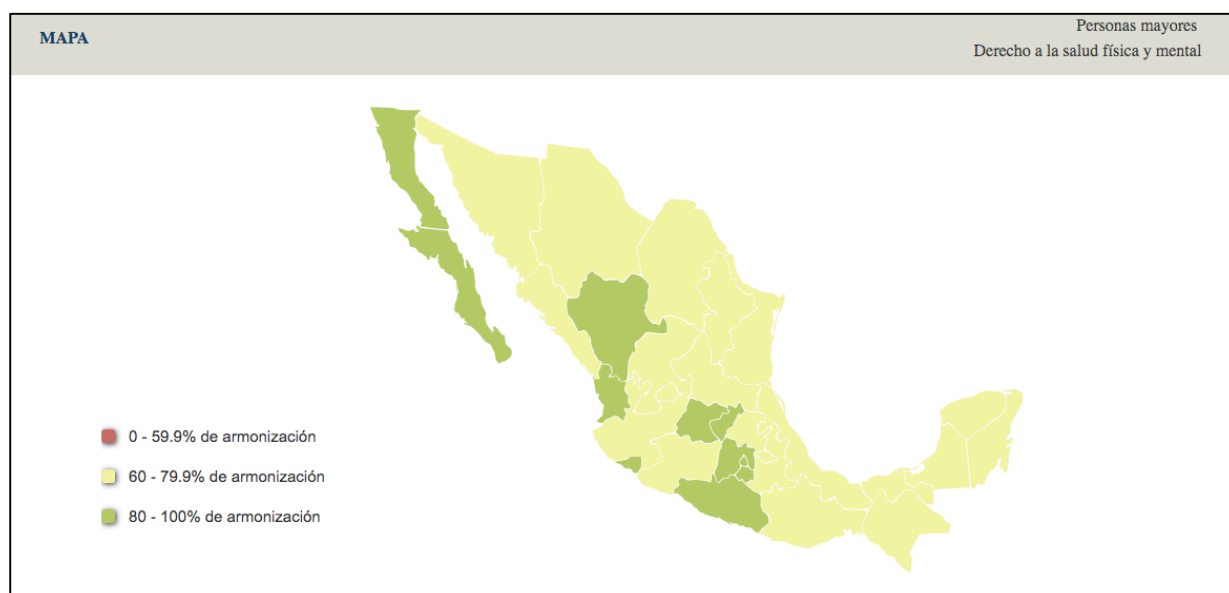 MAPA
Personas mayores
Derecho a la salud física y mental
0 - 59.9% de armonización
60 - 79.9% de armonización
80 - 100% de armonización